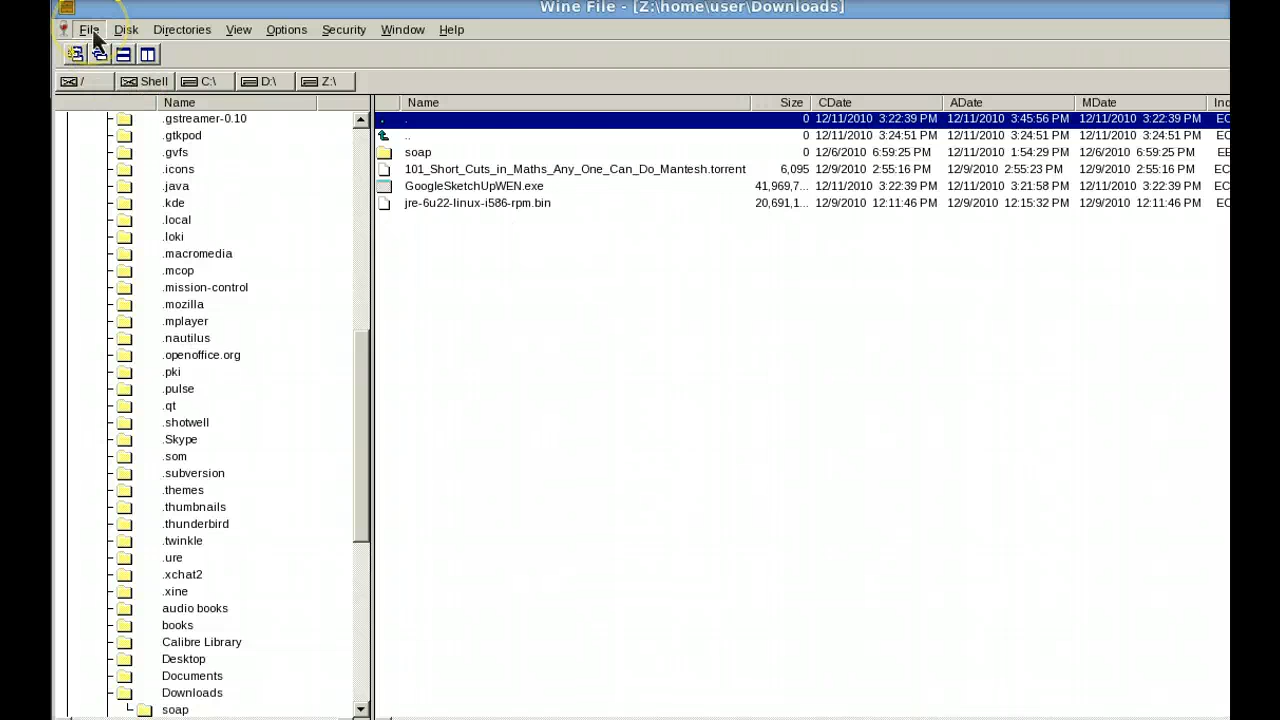 Wine File - [Z:\home\user\Downloads]
File Disk Directories View Options Security Window Help
/ Shell C:\ D:\ Z:\
Name
.gstreamer-0.10
.gtkpod
.gvfs
.icons
.java
.kde
.local
.loki
.macromedia
.mcop
.mission-control
.mozilla
.mplayer
.nautilus
.openoffice.org
.pki
.pulse
.qt
.shotwell
.Skype
.som
.subversion
.themes
.thumbnails
.thunderbird
.twinkle
.ure
.xchat2
.xine
audio books
books
Calibre Library
Desktop
Documents
Downloads
soap
Name Size CDate ADate MDate
. 0 12/11/2010 3:22:39 PM 12/11/2010 3:45:56 PM 12/11/2010 3:22:39 PM
.. 0 12/11/2010 3:24:51 PM 12/11/2010 3:24:51 PM 12/11/2010 3:24:51 PM
soap 0 12/6/2010 6:59:25 PM 12/11/2010 1:54:29 PM 12/6/2010 6:59:25 PM
101_Short_Cuts_in_Maths_Any_One_Can_Do_Mantesh.torrent 6,095 12/9/2010 2:55:16 PM 12/9/2010 2:55:23 PM 12/9/2010 2:55:16 PM
GoogleSketchUpWEN.exe 41,969,7... 12/11/2010 3:22:39 PM 12/11/2010 3:21:58 PM 12/11/2010 3:22:39 PM
jre-6u22-linux-i586-rpm.bin 20,691,1... 12/9/2010 12:11:46 PM 12/9/2010 12:15:32 PM 12/9/2010 12:11:46 PM